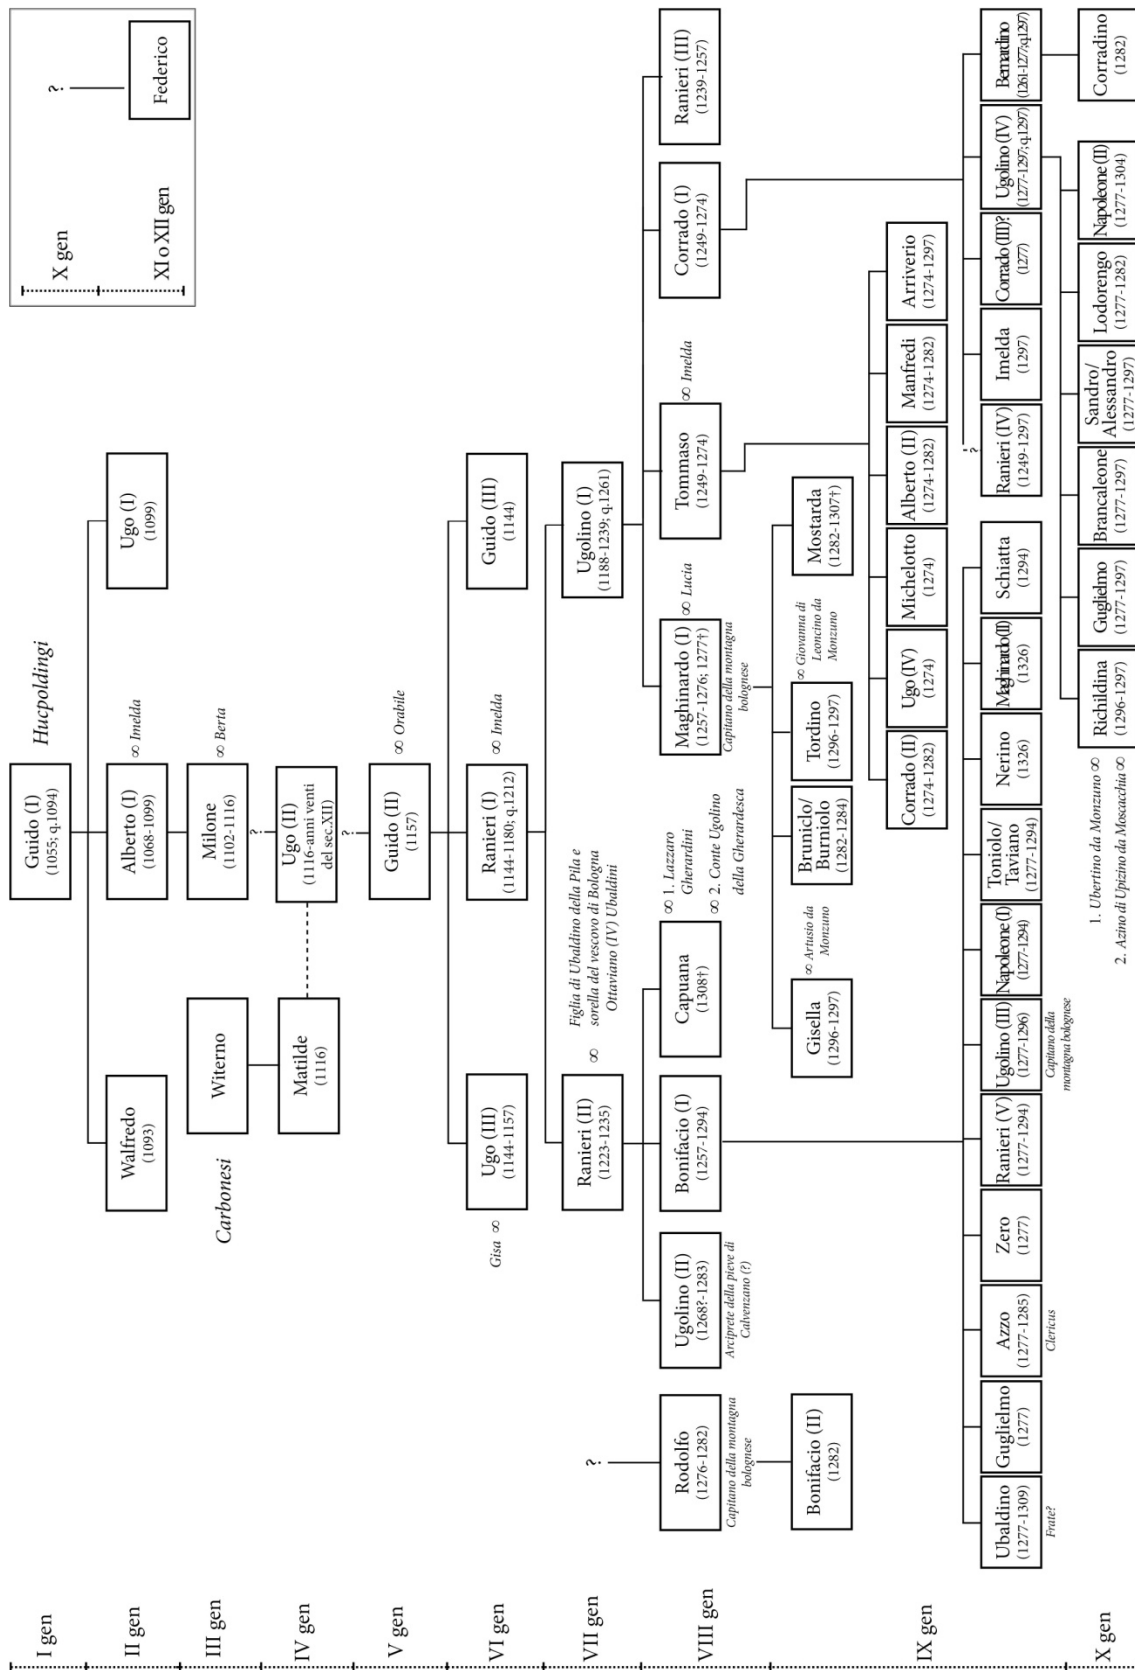 I gen
II gen
III gen
IV gen
V gen
VI gen
VII gen
VIII gen
IX gen
X gen
X gen
XI o XII gen
?
Federico
Hucpoldingi
Guido (I)
(1055; q.1094)
Walfredo
(1093)
Alberto (I)
(1068-1099)
∞ Imelda
Ugo (I)
(1099)
Carbonesi
Witerno
Milone
(1102-1116)
∞ Berta
Matilde
(1116)
?
Ugo (II)
(1116-anni venti
del sec.XII)
?
Guido (II)
(1157)
∞ Orabile
Gisa ∞
Ugo (III)
(1144-1157)
Ranieri (I)
(1144-1180; q.1212)
∞ Imelda
Guido (III)
(1144)
Ranieri (II)
(1223-1235)
∞
Figlia di Ubaldino della Pila e
sorella del vescovo di Bologna
Ottaviano (IV) Ubaldini
Ugolino (I)
(1188-1239; q.1261)
?
Rodolfo
(1276-1282)
Capitano della montagna
bolognese
Ugolino (II)
(1268?-1283)
Arciprete della pieve di
Calvenzano (?)
Bonifacio (I)
(1257-1294)
Capuana
(1308†)
∞ 1. Lazzaro
Gherardini
∞ 2. Conte Ugolino
della Gherardesca
Maghinardo (I)
(1257-1276; 1277†)
Capitano della montagna
bolognese
∞ Lucia
Tommaso
(1249-1274)
∞ Imelda
Corrado (I)
(1249-1274)
Ranieri (III)
(1239-1257)
Bonifacio (II)
(1282)
Gisella
(1296-1297)
∞ Artusio da
Monzuno
Bruniclo/
Burniolo
(1282-1284)
Tordino
(1296-1297)
∞ Giovanna di
Leoncino da
Monzuno
Mostarda
(1282-1307†)
Corrado (II)
(1274-1282)
Ugo (IV)
(1274)
Michelotto
(1274)
Alberto (II)
(1274-1282)
Manfredi
(1274-1282)
Arriverio
(1274-1297)
Ubaldino
(1277-1309)
Frate?
Guglielmo
(1277)
Azzo
(1277-1285)
Clericus
Zero
(1277)
Ranieri (V)
(1277-1294)
Ugolino (III)
(1277-1296)
Capitano della
montagna bolognese
Napoleone (I)
(1277-1294)
Toniolo/
Taviano
(1277-1294)
Nerino
(1326)
Maghinardo (II)
(1326)
Schiatta
(1294)
?
Ranieri (IV)
(1249-1297)
Imelda
(1297)
Corrado (III)?
(1277)
Ugolino (IV)
(1277-1297; q.1297)
Bernardino
(1261-1277; q.1297)
1. Ubertino da Monzuno ∞
2. Azino di Upizino da Moscacchia ∞
Richildina
(1296-1297)
Guglielmo
(1277-1297)
Brancaleone
(1277-1297)
Sandro/
Alessandro
(1277-1297)
Lodorengo
(1277-1282)
Napoleone (II)
(1277-1304)
Corradino
(1282)